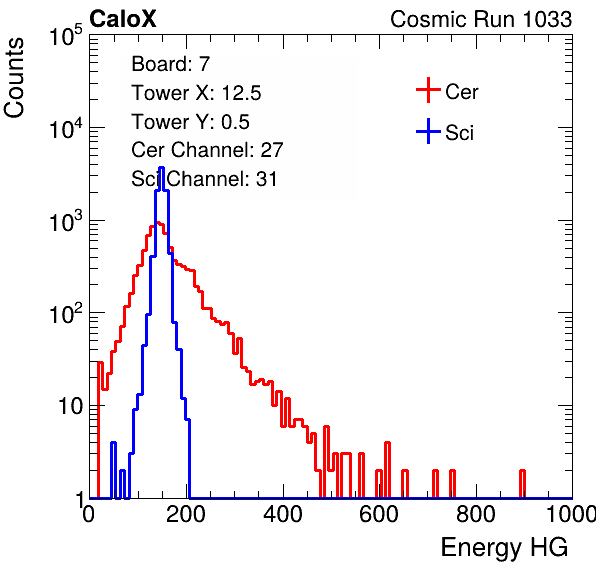 CaloX Cosmic Run 1033
Counts
10^5
10^4
10^3
10^2
10
1
Board: 7
Tower X: 12.5
Tower Y: 0.5
Cer Channel: 27
Sci Channel: 31
Cer
Sci
0 200 400 600 800 1000
Energy HG